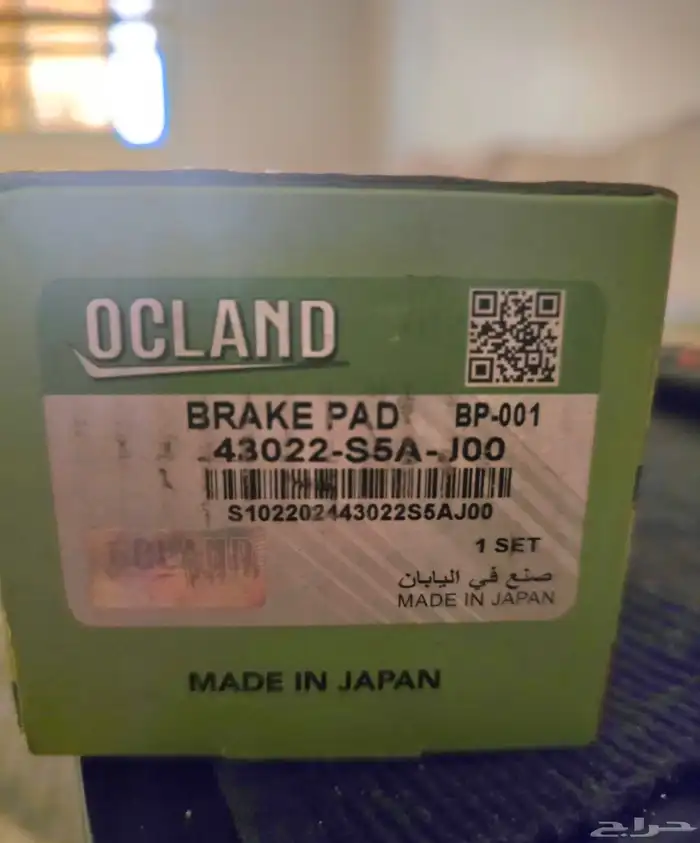 OCLAND
BRAKE PAD BP-001
43022-S5A-J00
S102202443022S5AJ00
OCLAND
1 SET
صنع في اليابان
MADE IN JAPAN
MADE IN JAPAN
حراج